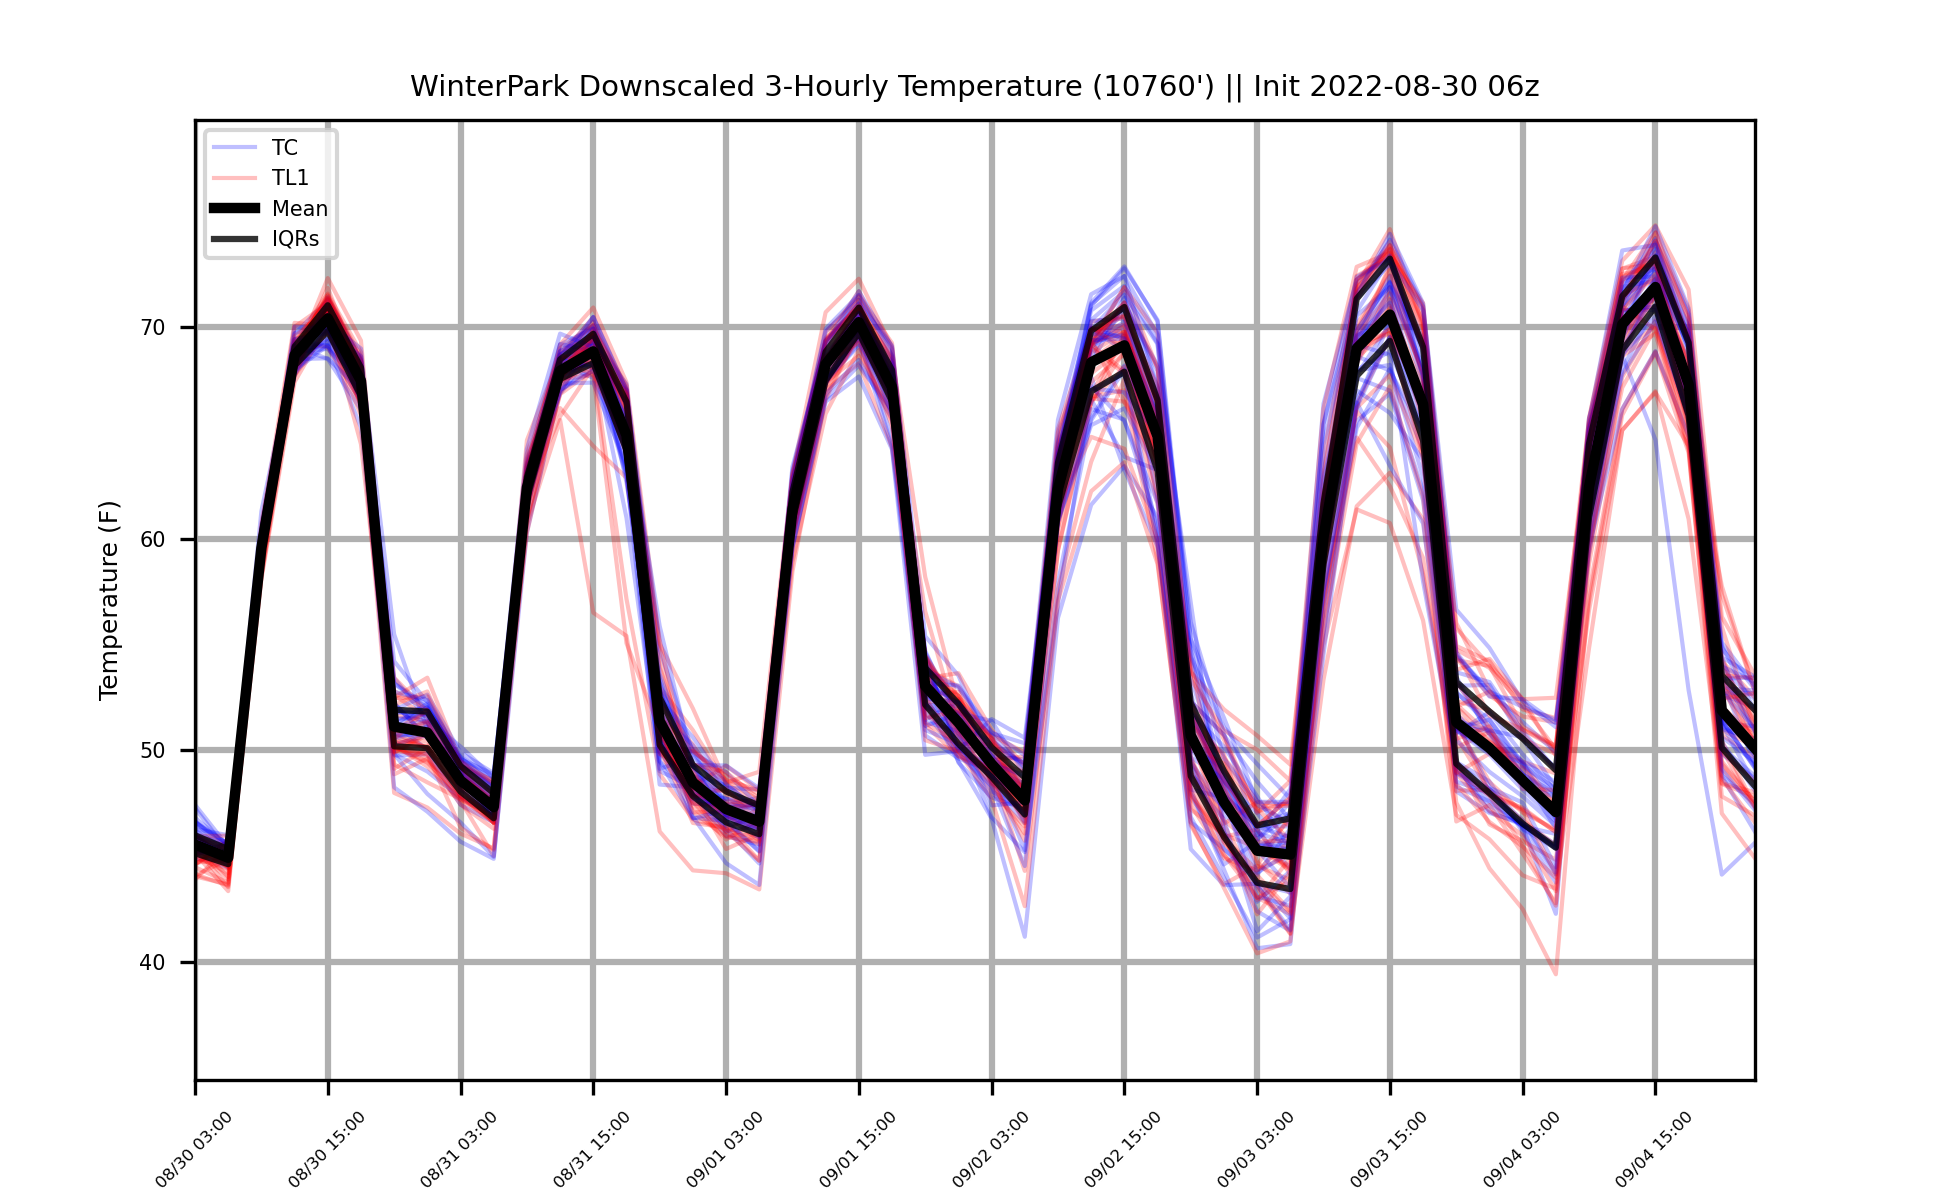 WinterPark Downscaled 3-Hourly Temperature (10760') || Init 2022-08-30 06z
TC
TL1
Mean
IQRs
Temperature (F)
70
60
50
40
08/30 03:00
08/30 15:00
08/31 03:00
08/31 15:00
09/01 03:00
09/01 15:00
09/02 03:00
09/02 15:00
09/03 03:00
09/03 15:00
09/04 03:00
09/04 15:00